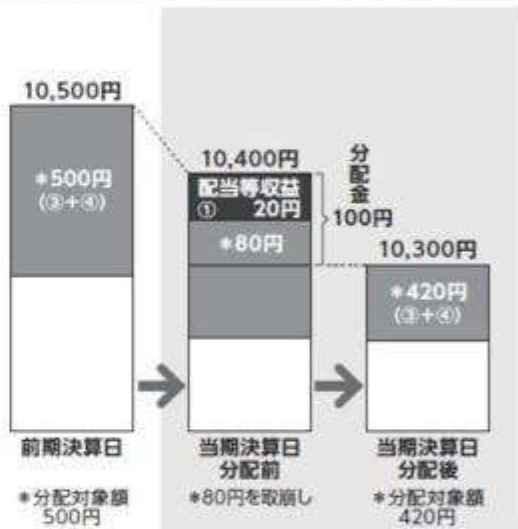 10,500円
*500円
(③+④)
前期決算日
*分配対象額
500円
10,400円
配当等収益
① 20円
*80円
分配金
100円
当期決算日
分配前
*80円を取崩し
10,300円
*420円
(③+④)
当期決算日
分配後
*分配対象額
420円